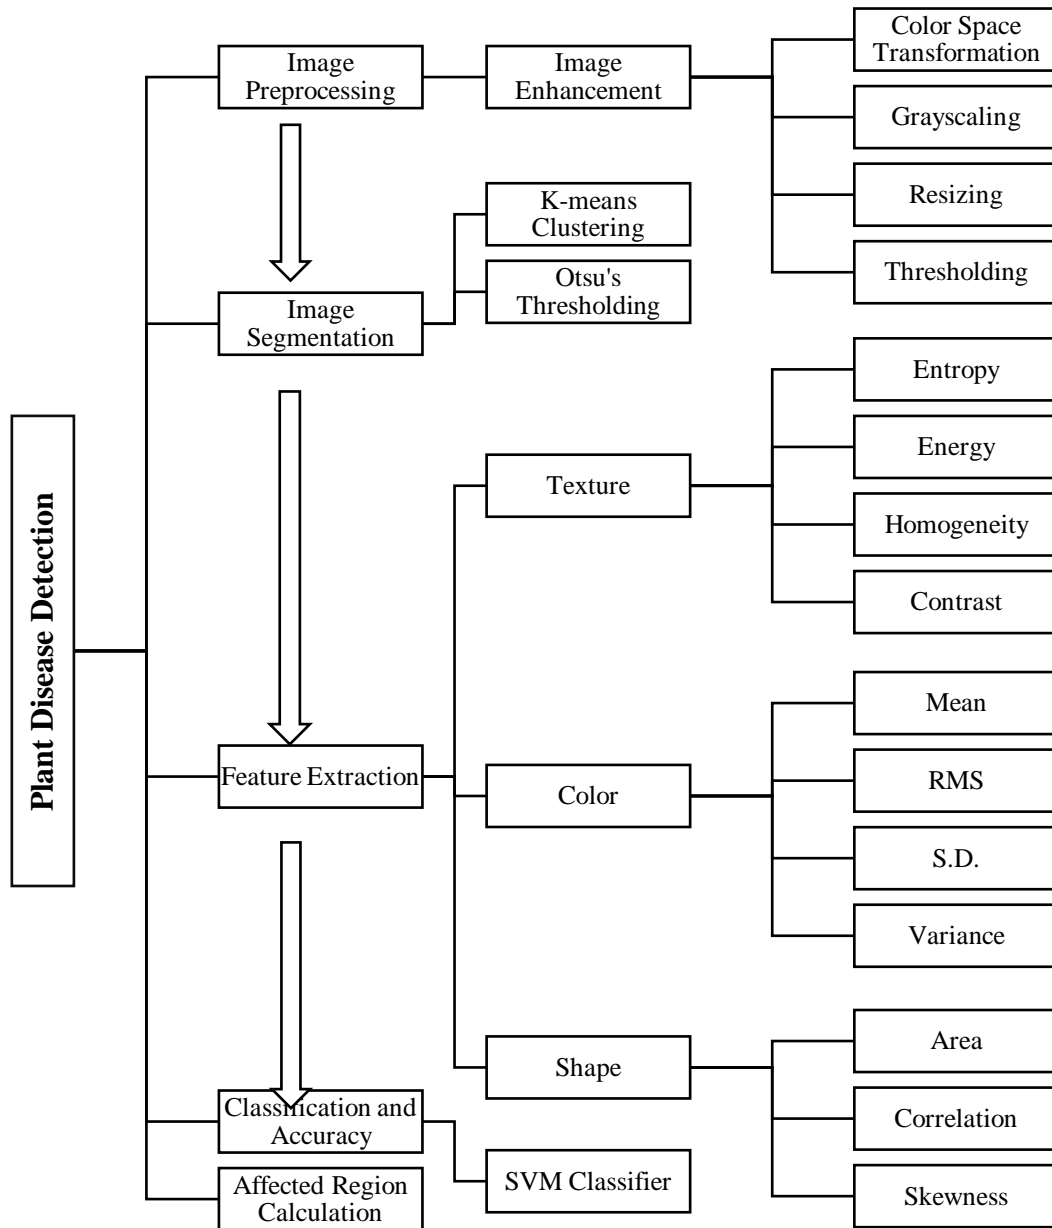 Plant Disease Detection
Image
Preprocessing
Image
Enhancement
Color Space
Transformation
Grayscaling
Resizing
Thresholding
Image
Segmentation
K-means
Clustering
Otsu's
Thresholding
Feature Extraction
Texture
Entropy
Energy
Homogeneity
Contrast
Color
Mean
RMS
S.D.
Variance
Shape
Area
Correlation
Skewness
Classification and
Accuracy
SVM Classifier
Affected Region
Calculation